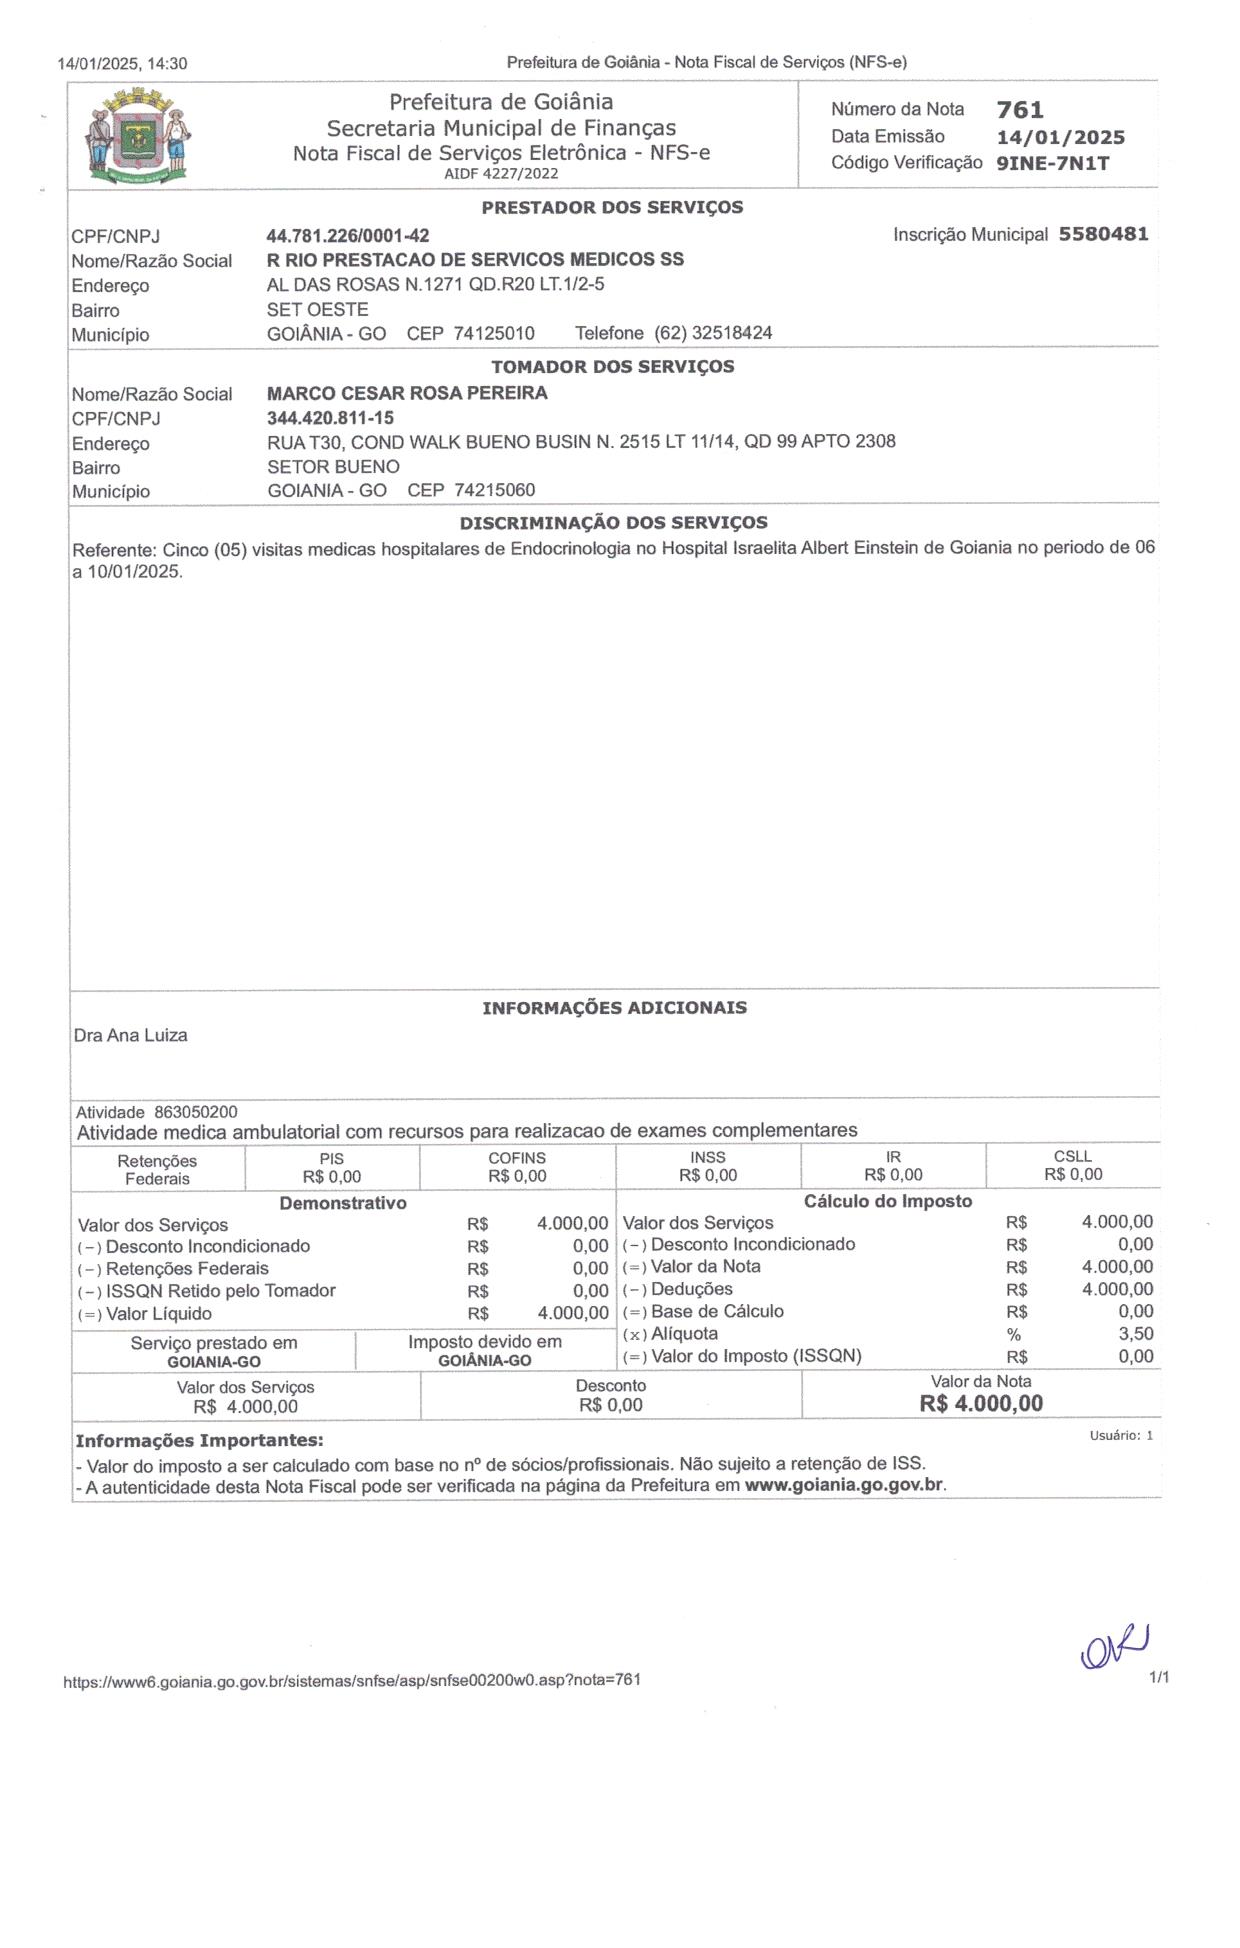 14/01/2025, 14:30 Prefeitura de Goiânia - Nota Fiscal de Serviços (NFS-e)
Prefeitura de Goiânia
Secretaria Municipal de Finanças
Nota Fiscal de Serviços Eletrônica - NFS-e
AIDF 4227/2022
Número da Nota 761
Data Emissão 14/01/2025
Código Verificação 9INE-7N1T
PRESTADOR DOS SERVIÇOS
CPF/CNPJ 44.781.226/0001-42 Inscrição Municipal 5580481
Nome/Razão Social R RIO PRESTACAO DE SERVICOS MEDICOS SS
Endereço AL DAS ROSAS N.1271 QD.R20 LT.1/2-5
Bairro SET OESTE
Município GOIÂNIA - GO CEP 74125010 Telefone (62) 32518424
TOMADOR DOS SERVIÇOS
Nome/Razão Social MARCO CESAR ROSA PEREIRA
CPF/CNPJ 344.420.811-15
Endereço RUA T30, COND WALK BUENO BUSIN N. 2515 LT 11/14, QD 99 APTO 2308
Bairro SETOR BUENO
Município GOIANIA - GO CEP 74215060
DISCRIMINAÇÃO DOS SERVIÇOS
Referente: Cinco (05) visitas medicas hospitalares de Endocrinologia no Hospital Israelita Albert Einstein de Goiania no periodo de 06
a 10/01/2025.
INFORMAÇÕES ADICIONAIS
Dra Ana Luiza
Atividade 863050200
Atividade medica ambulatorial com recursos para realizacao de exames complementares
Retenções Federais PIS R$ 0,00 COFINS R$ 0,00 INSS R$ 0,00 IR R$ 0,00 CSLL R$ 0,00
Demonstrativo
Valor dos Serviços R$ 4.000,00
(-) Desconto Incondicionado R$ 0,00
(-) Retenções Federais R$ 0,00
(-) ISSQN Retido pelo Tomador R$ 0,00
(=) Valor Líquido R$ 4.000,00
Serviço prestado em
GOIANIA-GO
Imposto devido em
GOIÂNIA-GO
Cálculo do Imposto
Valor dos Serviços R$ 4.000,00
(-) Desconto Incondicionado R$ 0,00
(=) Valor da Nota R$ 4.000,00
(-) Deduções R$ 4.000,00
(=) Base de Cálculo R$ 0,00
(x) Alíquota % 3,50
(=) Valor do Imposto (ISSQN) R$ 0,00
Valor dos Serviços
R$ 4.000,00
Desconto
R$ 0,00
Valor da Nota
R$ 4.000,00
Informações Importantes: Usuário: 1
- Valor do imposto a ser calculado com base no nº de sócios/profissionais. Não sujeito a retenção de ISS.
- A autenticidade desta Nota Fiscal pode ser verificada na página da Prefeitura em www.goiania.go.gov.br.
https://www6.goiania.go.gov.br/sistemas/snfse/asp/snfse00200w0.asp?nota=761 1/1